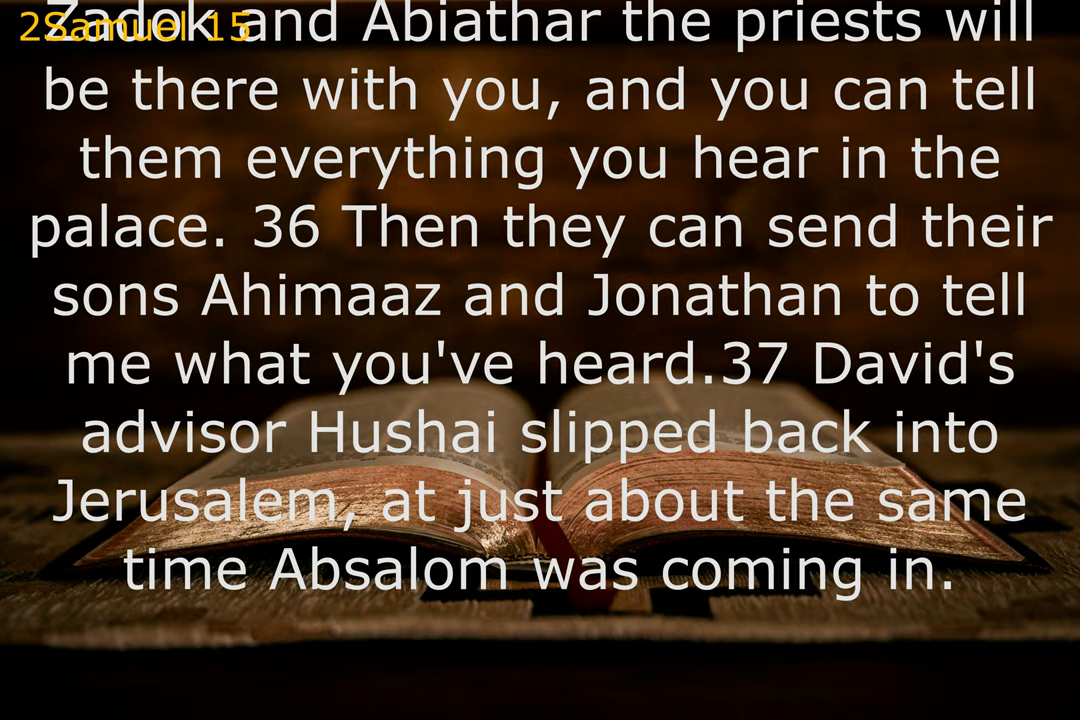 2Samuel 15
Zadok and Abiathar the priests will
be there with you, and you can tell
them everything you hear in the
palace. 36 Then they can send their
sons Ahimaaz and Jonathan to tell
me what you've heard.37 David's
advisor Hushai slipped back into
Jerusalem, at just about the same
time Absalom was coming in.